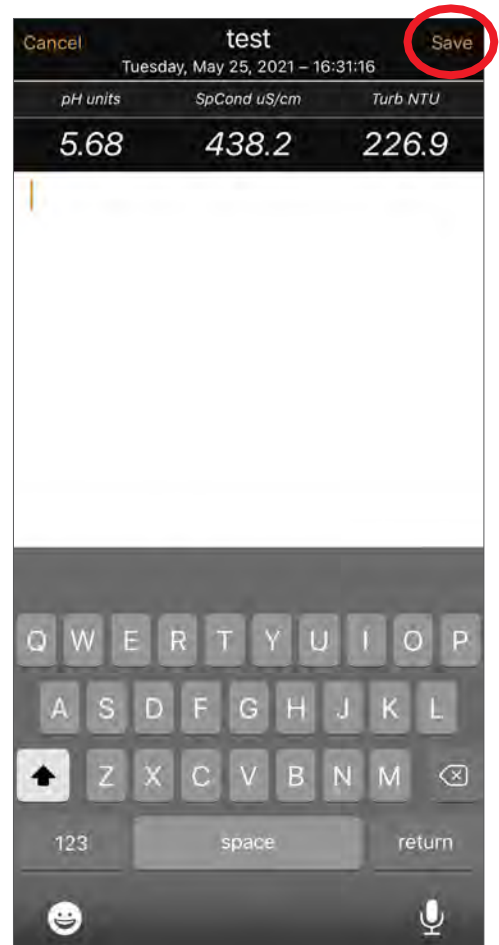 Cancel test Save
Tuesday, May 25, 2021 – 16:31:16
pH units SpCond uS/cm Turb NTU
5.68 438.2 226.9
Q W E R T Y U I O P
A S D F G H J K L
Z X C V B N M
123 space return